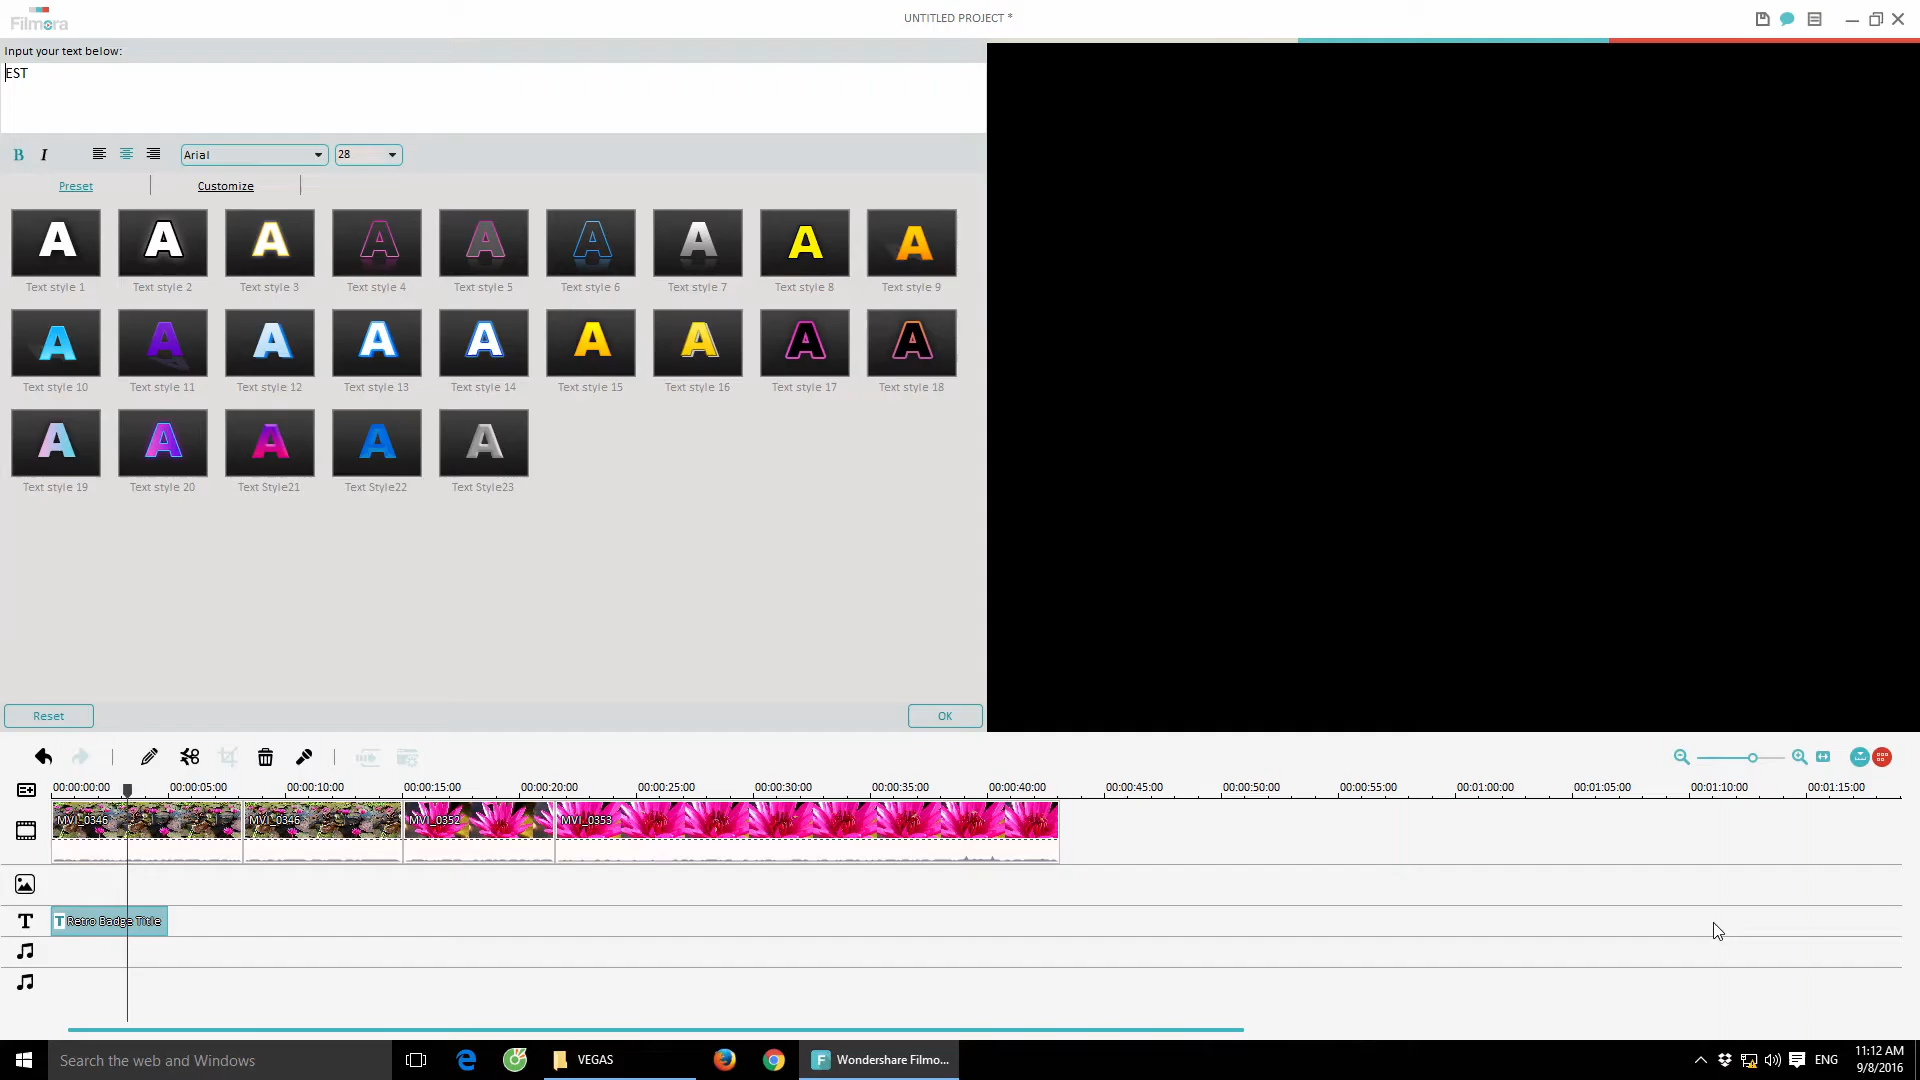 Filmora
UNTITLED PROJECT *
Input your text below:
EST
B I Arial 28
Preset Customize
A A A A A A A A A
Text style 1 Text style 2 Text style 3 Text style 4 Text style 5 Text style 6 Text style 7 Text style 8 Text style 9
A A A A A A A A A
Text style 10 Text style 11 Text style 12 Text style 13 Text style 14 Text style 15 Text style 16 Text style 17 Text style 18
A A A A A
Text style 19 Text style 20 Text Style21 Text Style22 Text Style23
Reset OK
00:00:00:00 00:00:05:00 00:00:10:00 00:00:15:00 00:00:20:00 00:00:25:00 00:00:30:00 00:00:35:00 00:00:40:00 00:00:45:00 00:00:50:00 00:00:55:00 00:01:00:00 00:01:05:00 00:01:10:00 00:01:15:00
MVI_0346 MVI_0346 MVI_0352 MVI_0353
T T Retro Badge Title
Search the web and Windows VEGAS F Wondershare Filmo... ENG 11:12 AM
9/8/2016